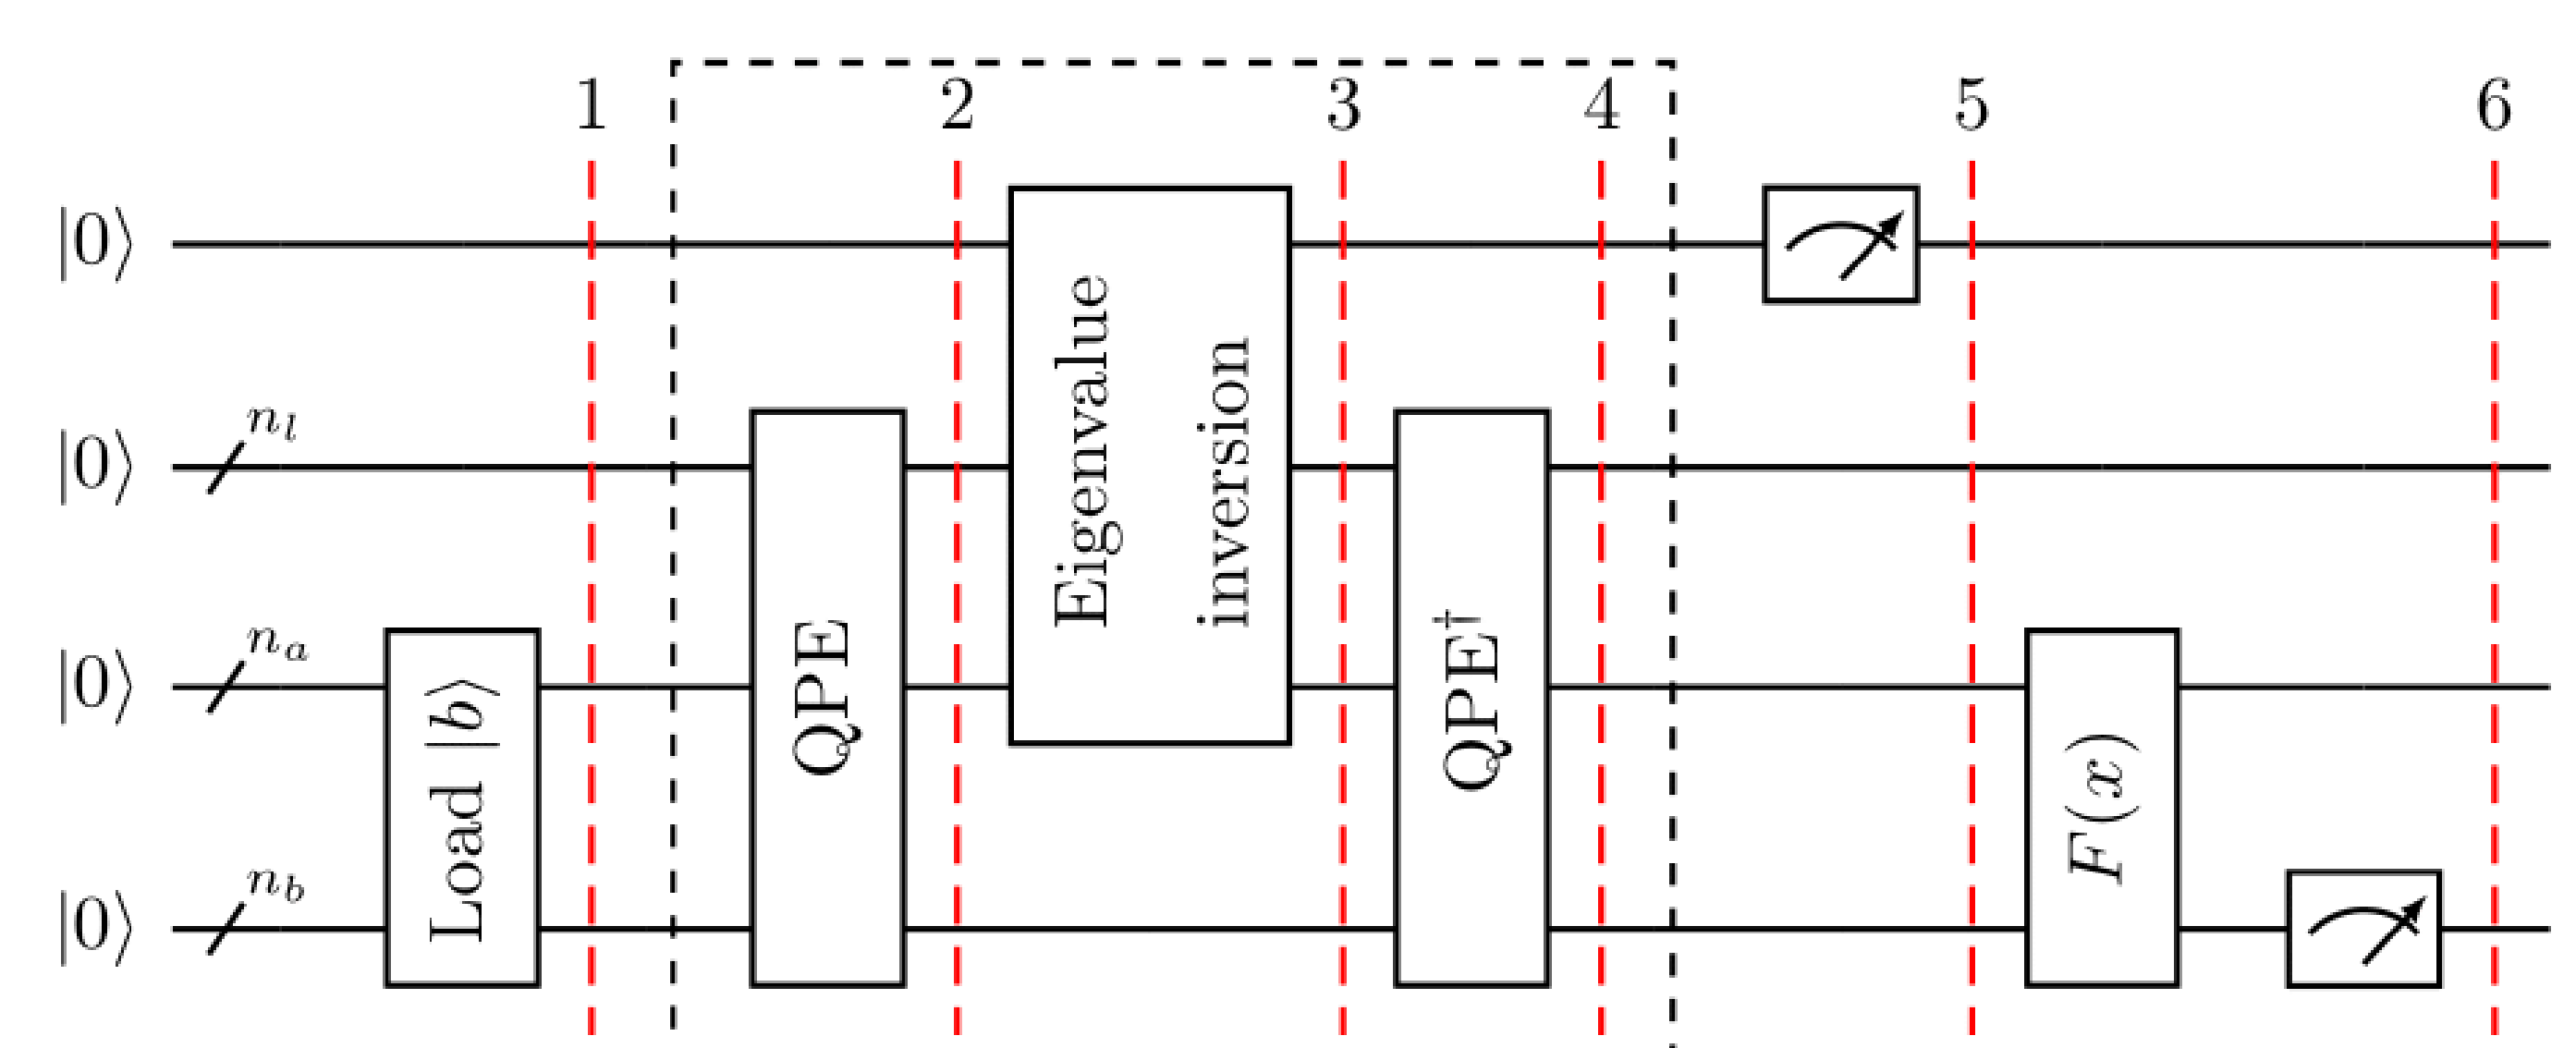 1 2 3 4 5 6
|0⟩
|0⟩ n_l
|0⟩ n_a
|0⟩ n_b
Load |b⟩
QPE
Eigenvalue
inversion
QPE†
F(x)